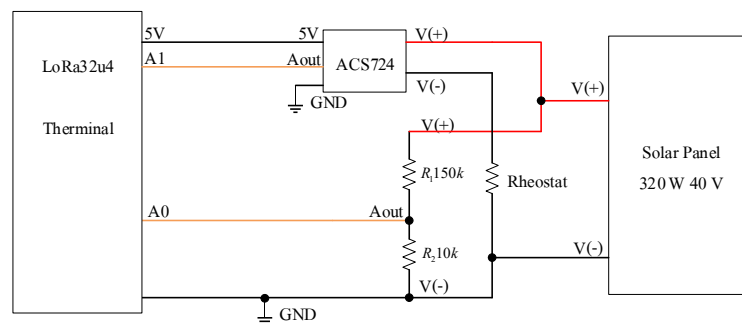 LoRa32u4
Therminal
5V
A1
A0
5V
Aout
GND
ACS724
V(+)
V(-)
V(+)
R₁150k
Aout
R₂10k
V(-)
GND
Rheostat
V(+)
V(-)
Solar Panel
320 W 40 V